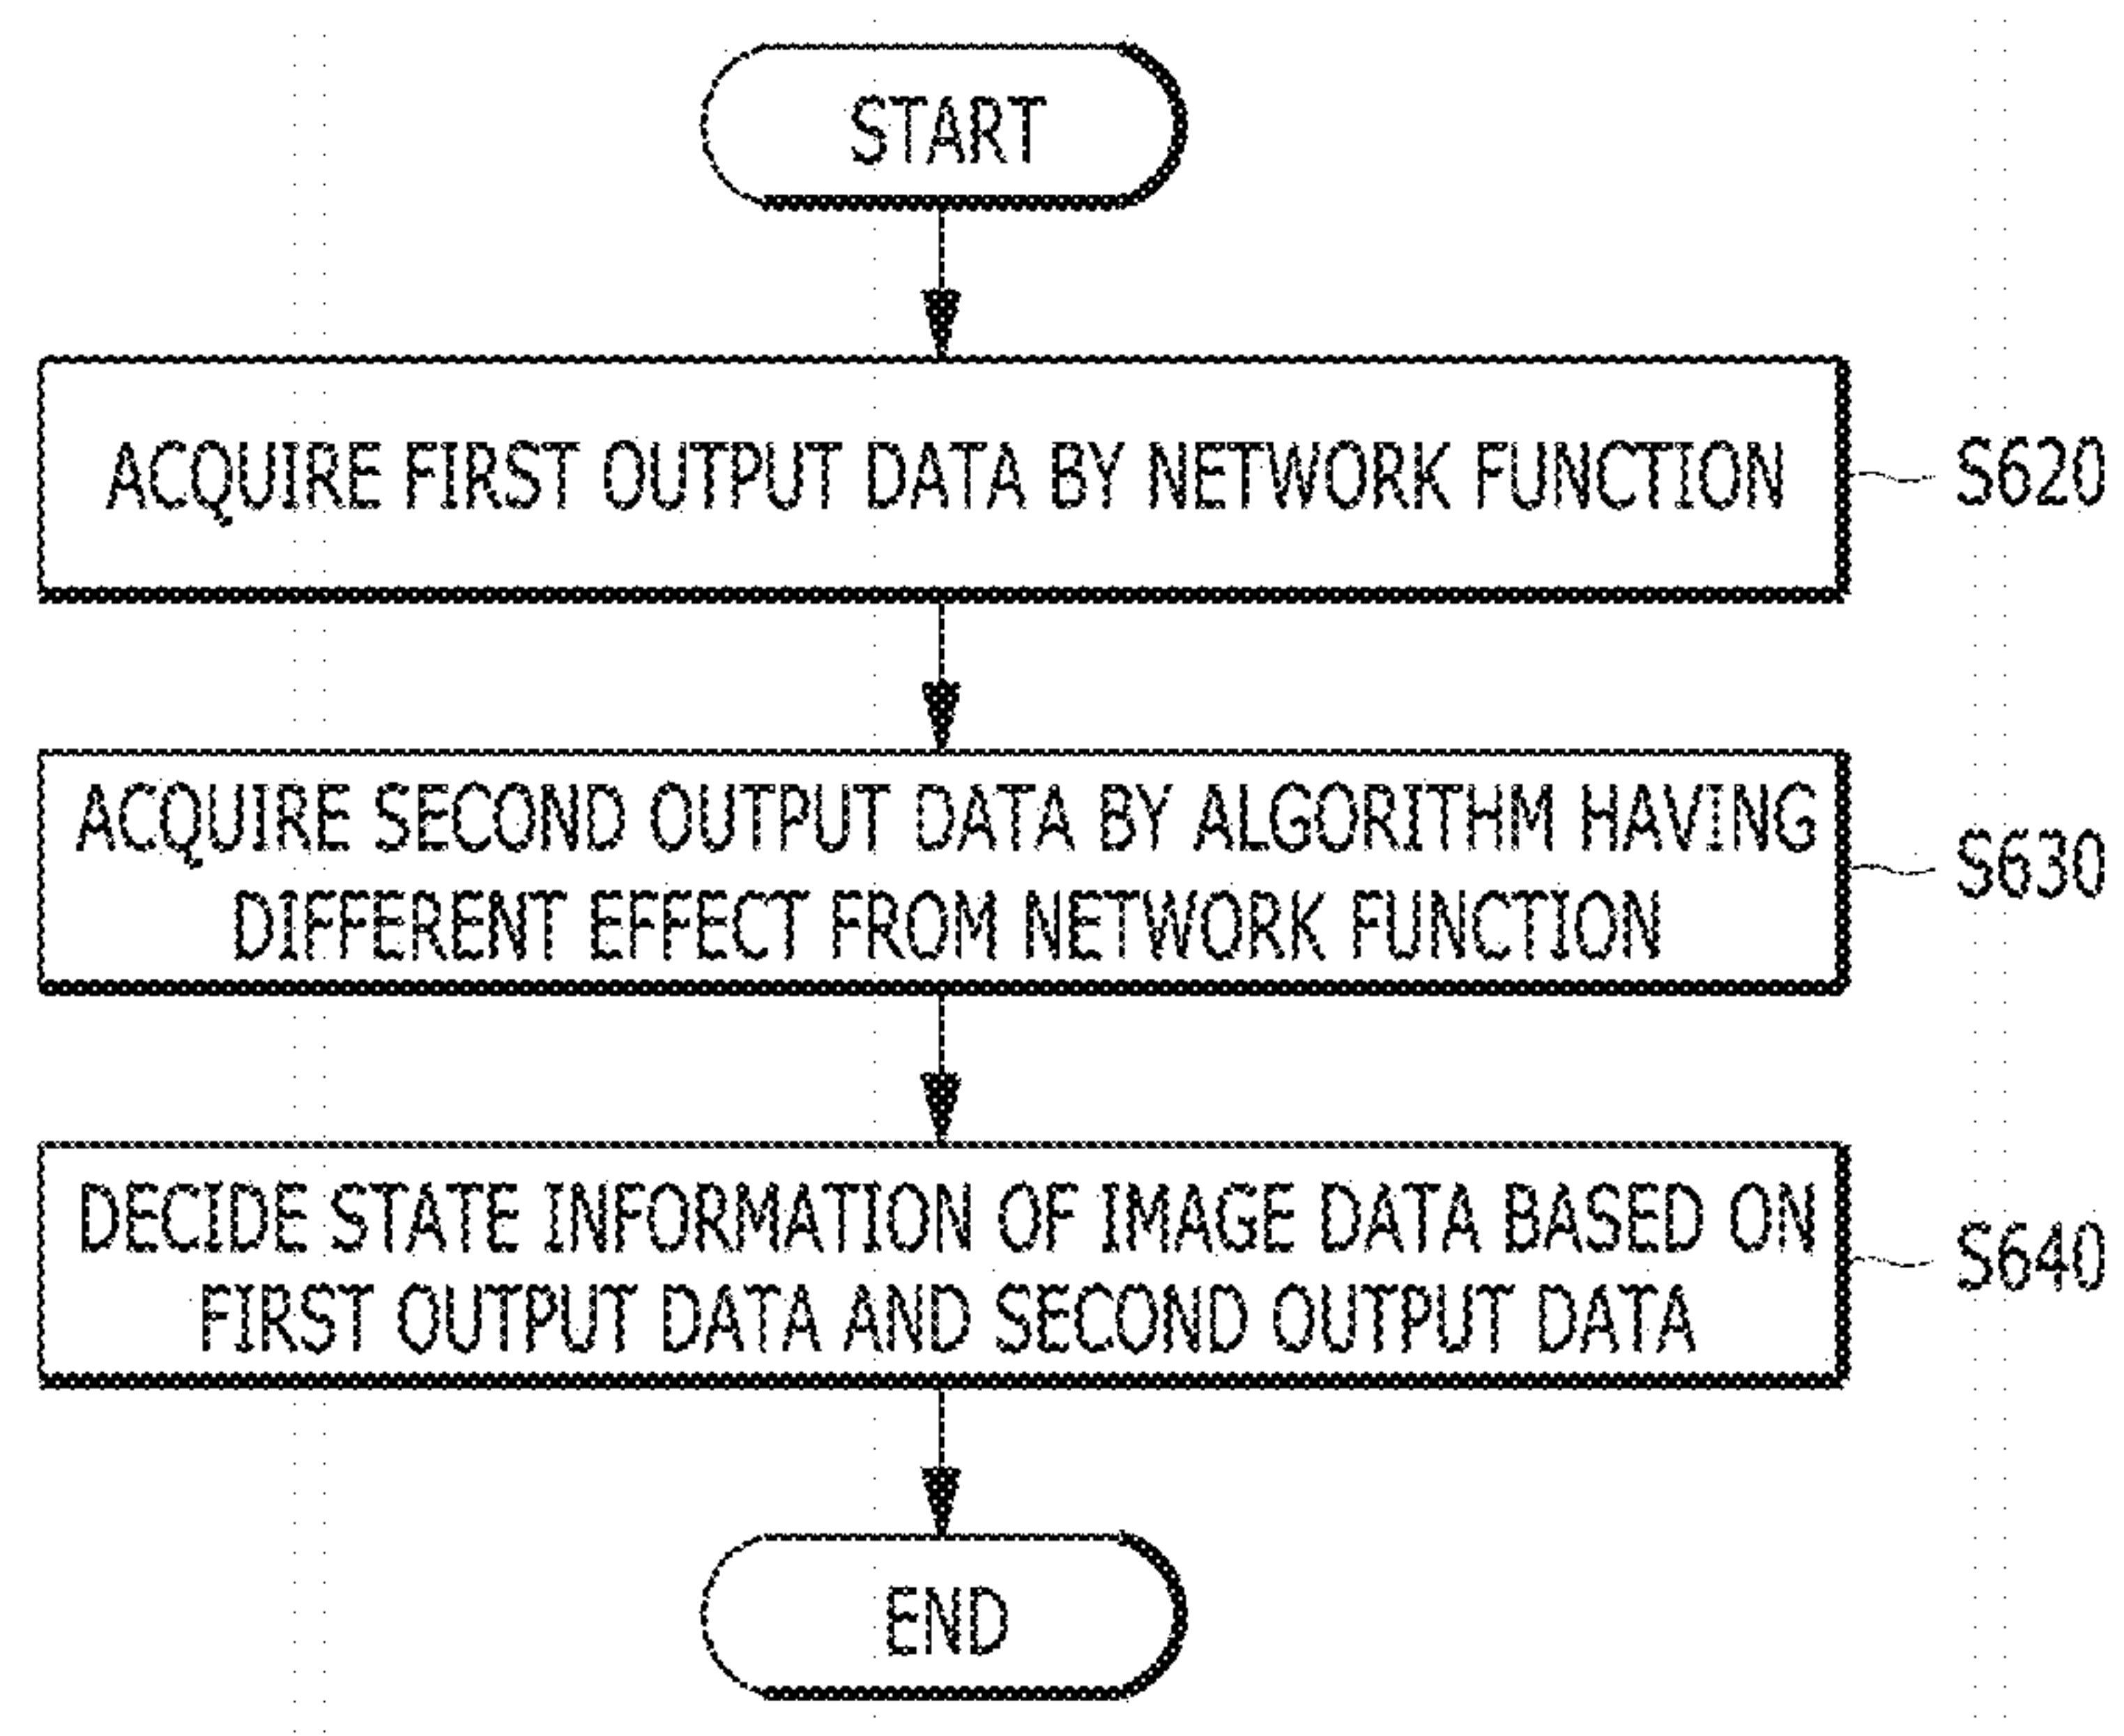 START
ACQUIRE FIRST OUTPUT DATA BY NETWORK FUNCTION
S620
ACQUIRE SECOND OUTPUT DATA BY ALGORITHM HAVING
DIFFERENT EFFECT FROM NETWORK FUNCTION
S630
DECIDE STATE INFORMATION OF IMAGE DATA BASED ON
FIRST OUTPUT DATA AND SECOND OUTPUT DATA
S640
END